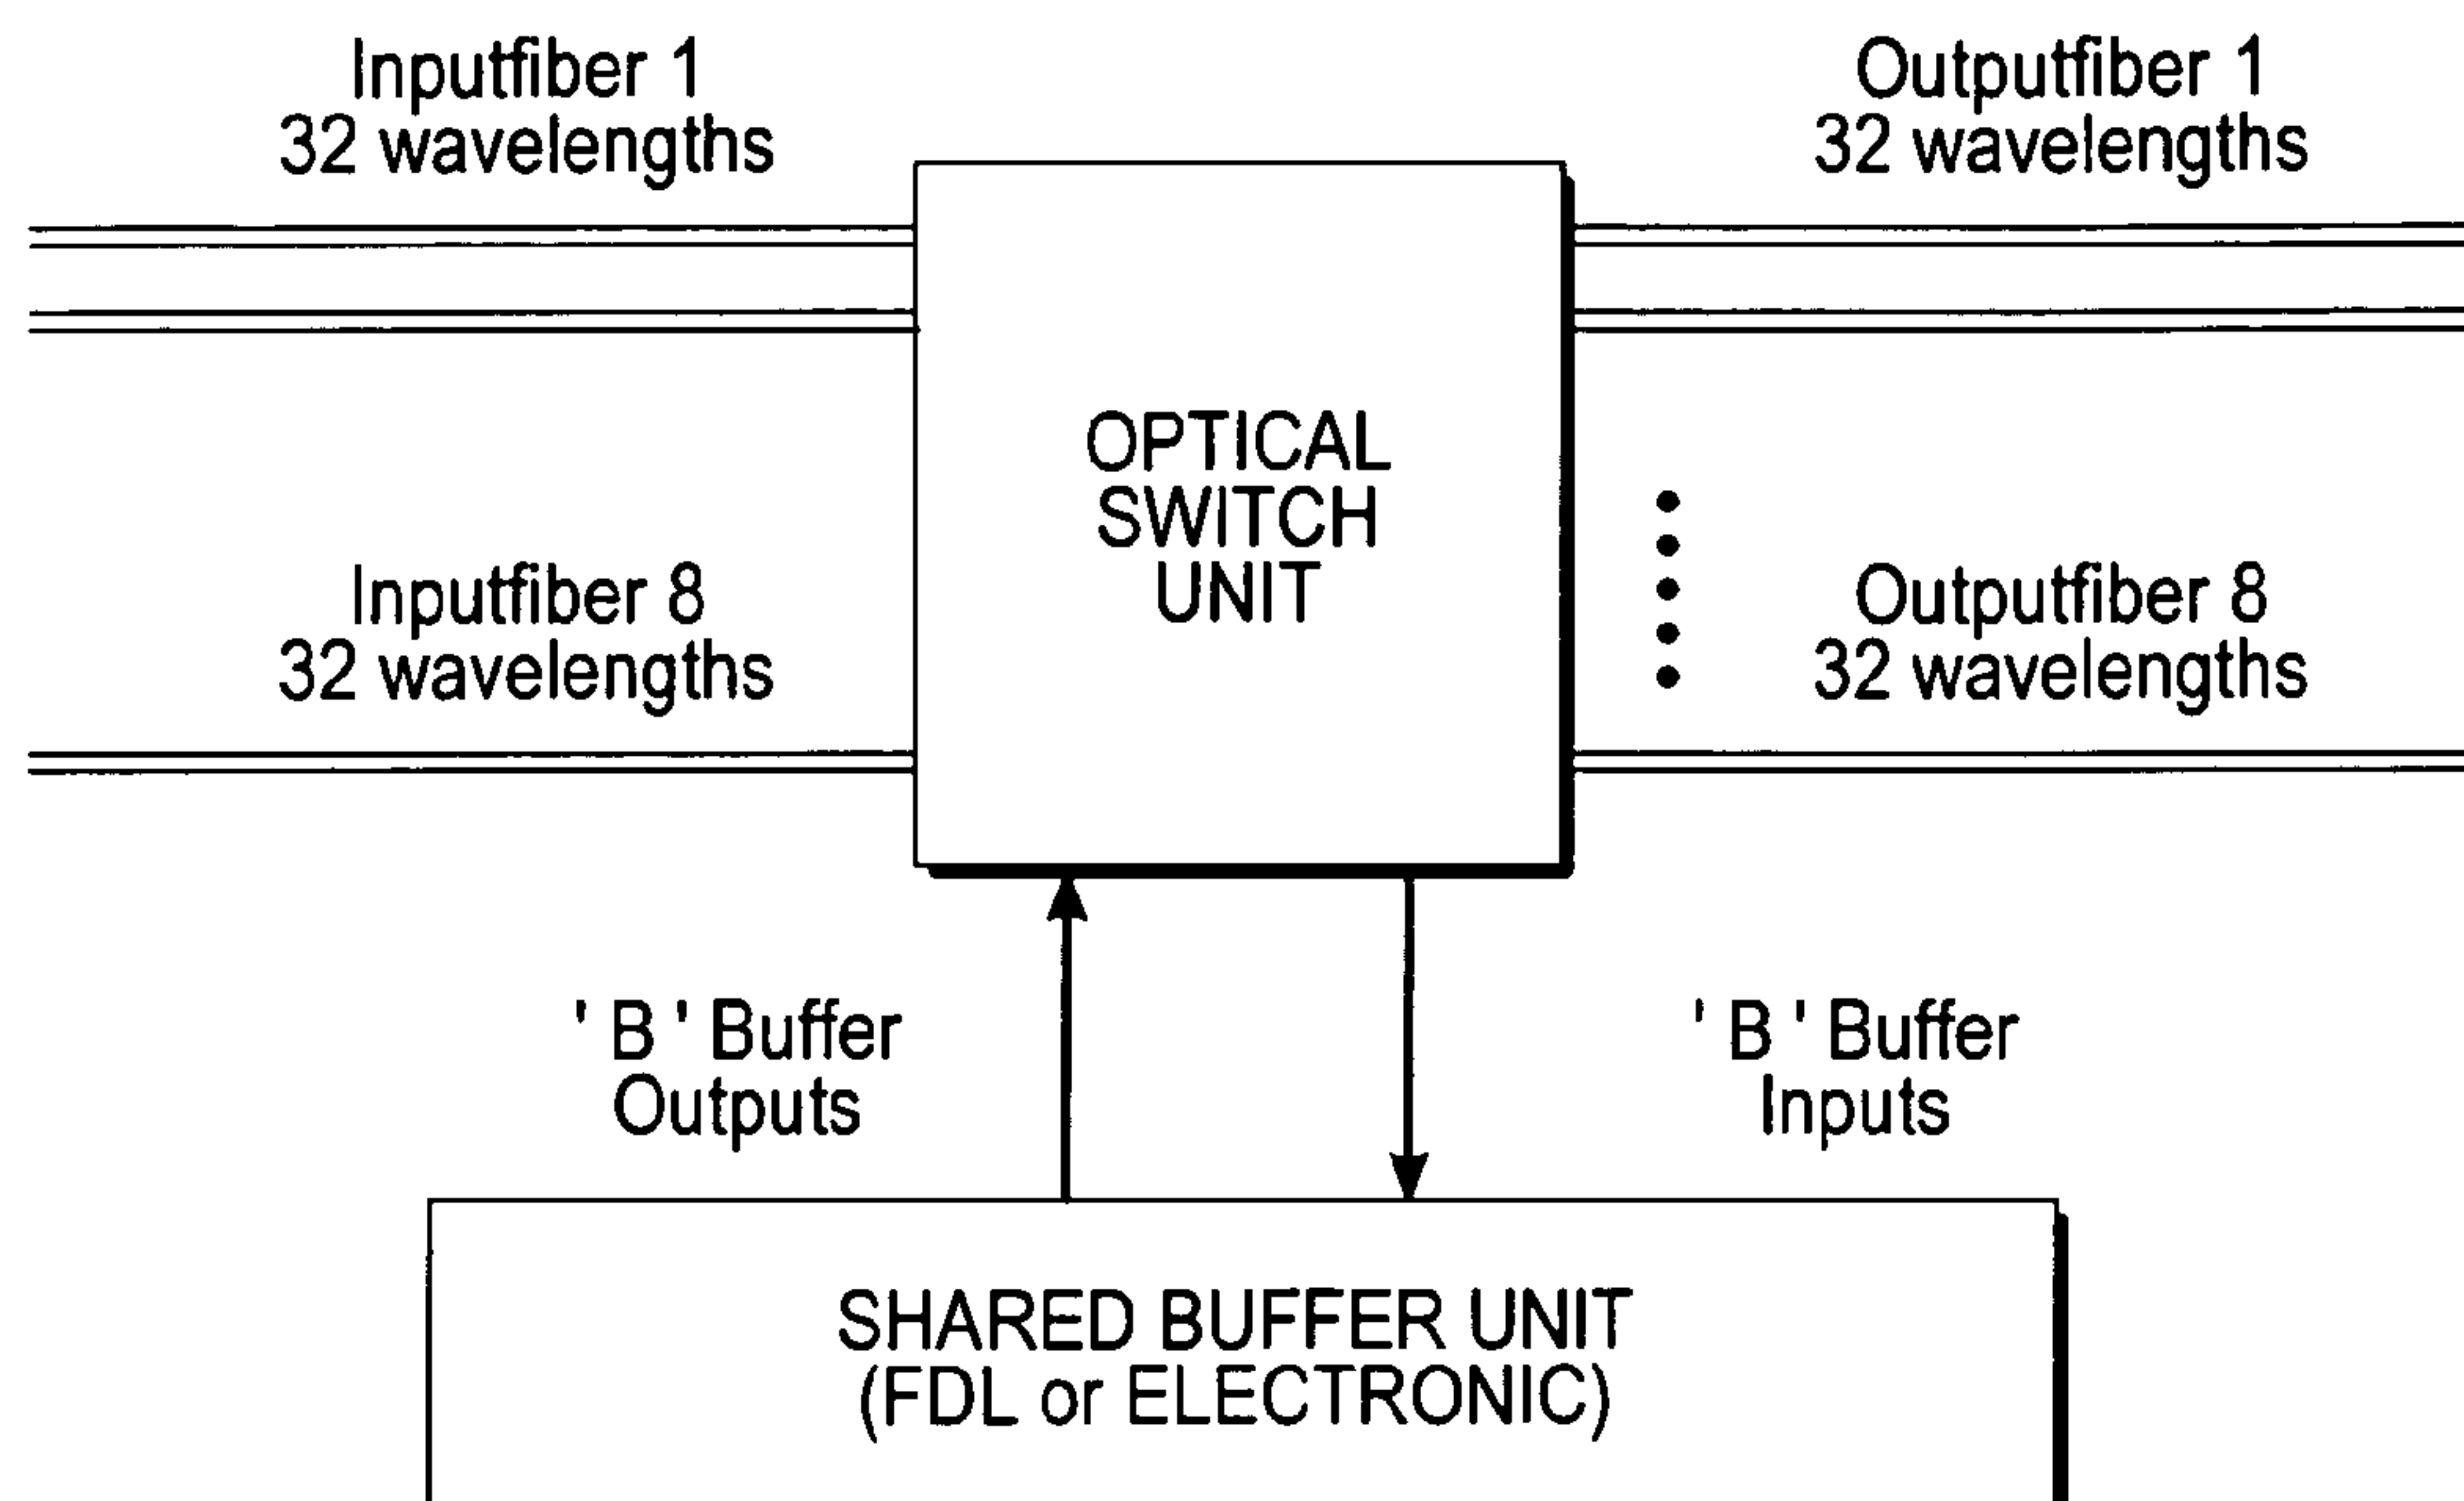 Inputfiber 1
32 wavelengths
Outputfiber 1
32 wavelengths
OPTICAL
SWITCH
UNIT
Inputfiber 8
32 wavelengths
Outputfiber 8
32 wavelengths
' B ' Buffer
Outputs
' B ' Buffer
Inputs
SHARED BUFFER UNIT
(FDL or ELECTRONIC)